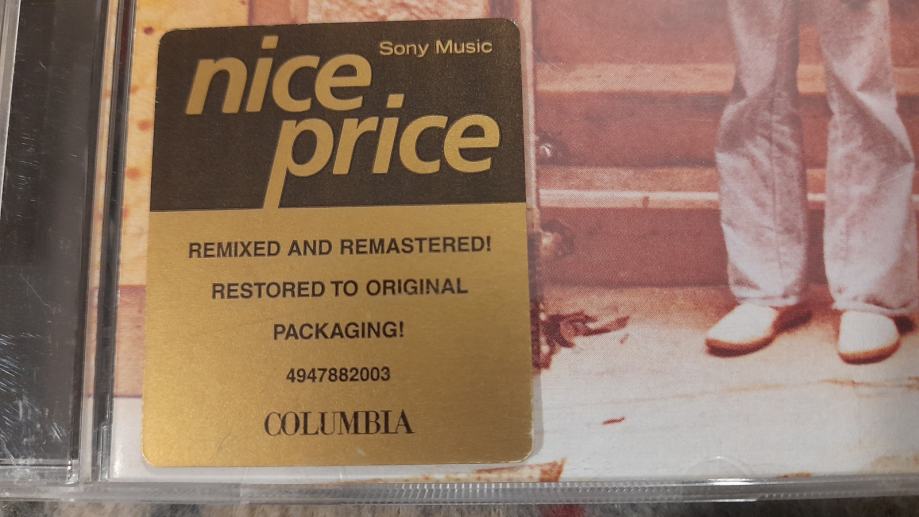 Sony Music
nice
price
REMIXED AND REMASTERED!
RESTORED TO ORIGINAL
PACKAGING!
4947882003
COLUMBIA